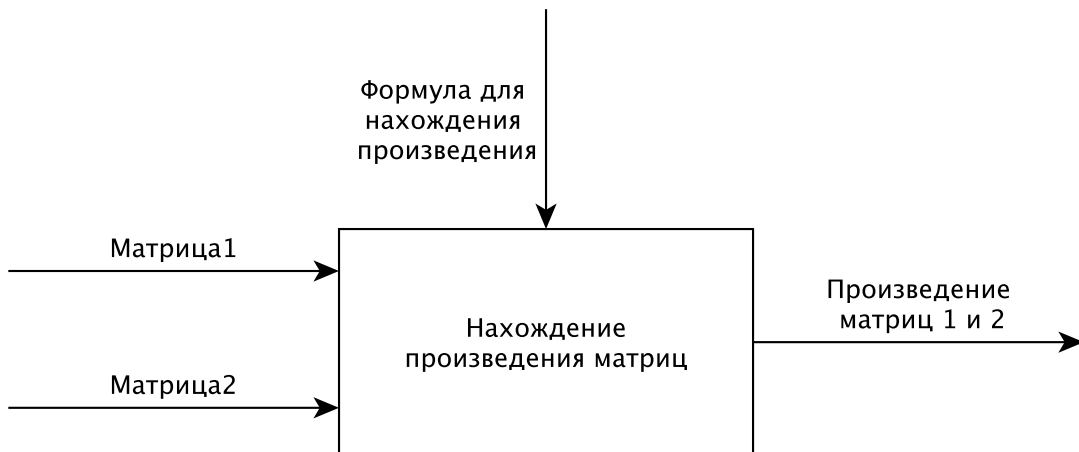 Формула для
нахождения
произведения
Матрица1
Матрица2
Нахождение
произведения матриц
Произведение
матриц 1 и 2